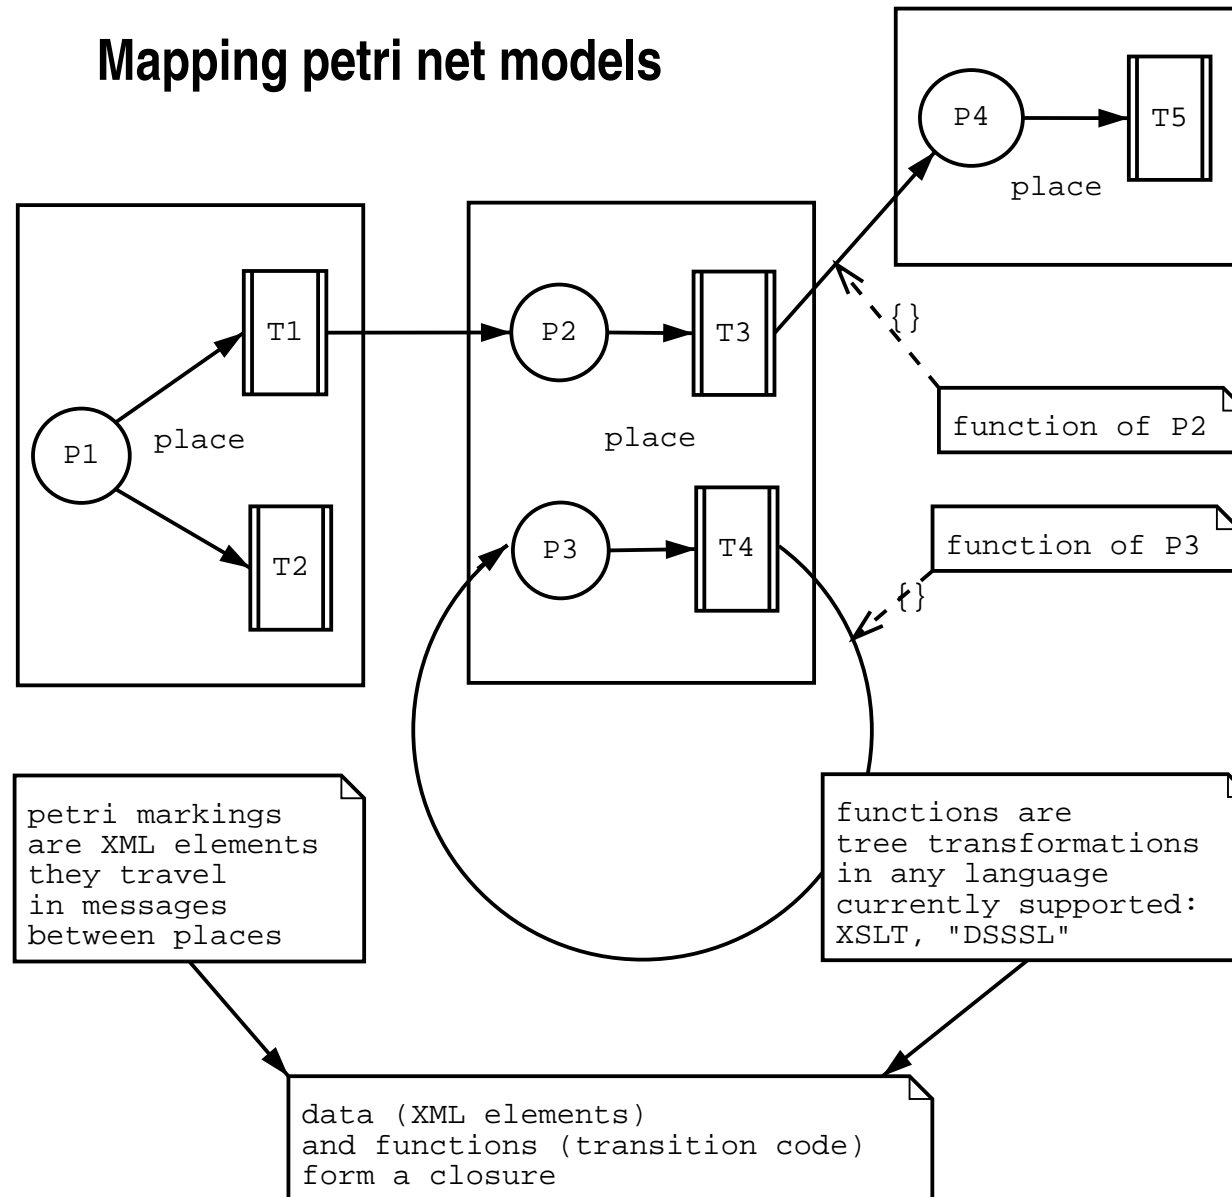 Mapping petri net models
P4
T5
place
T1
P2
T3
{}
P1
place
place
function of P2
T2
P3
T4
function of P3
{}
petri markings
are XML elements
they travel
in messages
between places
functions are
tree transformations
in any language
currently supported:
XSLT, "DSSSL"
data (XML elements)
and functions (transition code)
form a closure